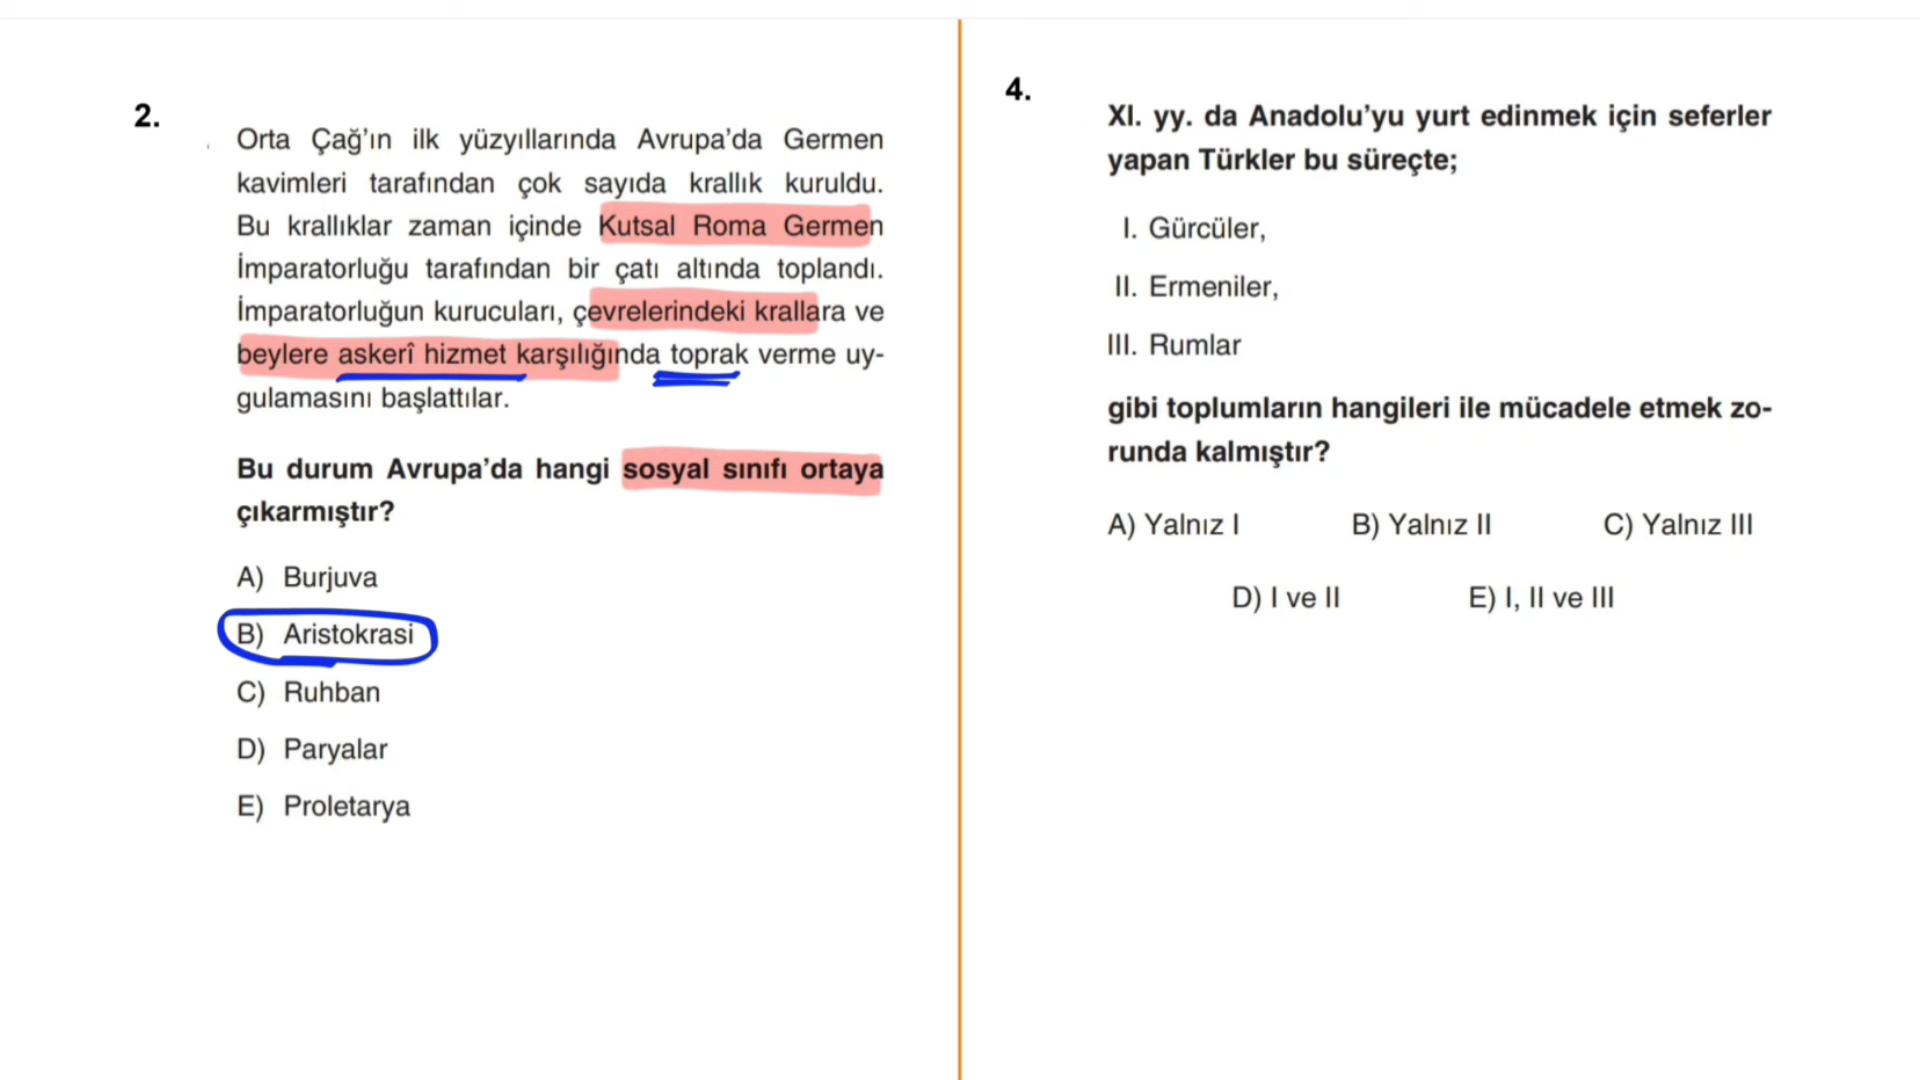 2.
Orta Çağ’ın ilk yüzyıllarında Avrupa’da Germen
kavimleri tarafından çok sayıda krallık kuruldu.
Bu krallıklar zaman içinde Kutsal Roma Germen
İmparatorluğu tarafından bir çatı altında toplandı.
İmparatorluğun kurucuları, çevrelerindeki krallara ve
beylere askerî hizmet karşılığında toprak verme uy-
gulamasını başlattılar.
Bu durum Avrupa’da hangi sosyal sınıfı ortaya
çıkarmıştır?
A) Burjuva
B) Aristokrasi
C) Ruhban
D) Paryalar
E) Proletarya
4.
XI. yy. da Anadolu’yu yurt edinmek için seferler
yapan Türkler bu süreçte;
I. Gürcüler,
II. Ermeniler,
III. Rumlar
gibi toplumların hangileri ile mücadele etmek zo-
runda kalmıştır?
A) Yalnız I B) Yalnız II C) Yalnız III
D) I ve II E) I, II ve III